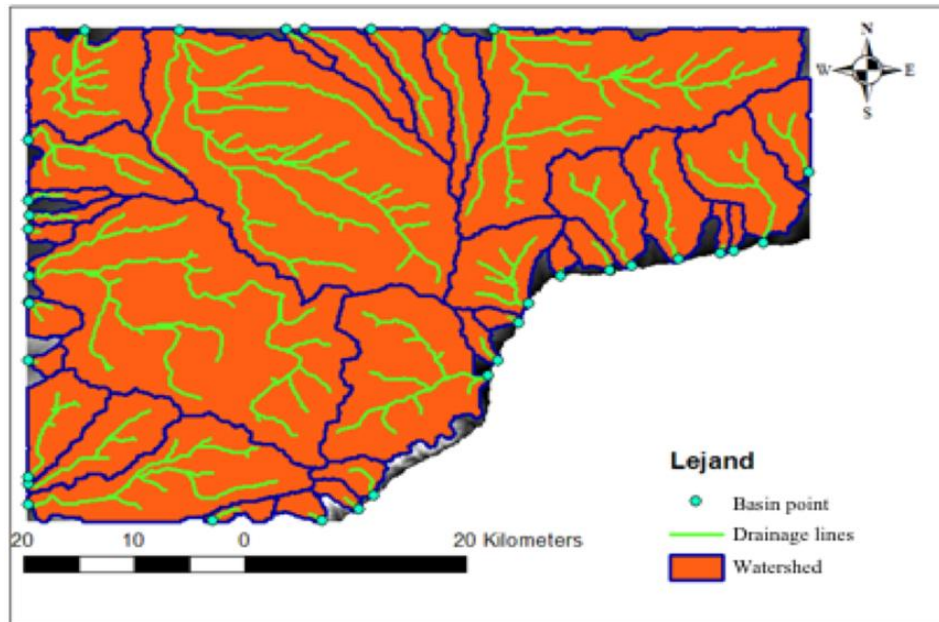 N
W E
S
Lejand
Basin point
Drainage lines
Watershed
20 10 0 20 Kilometers